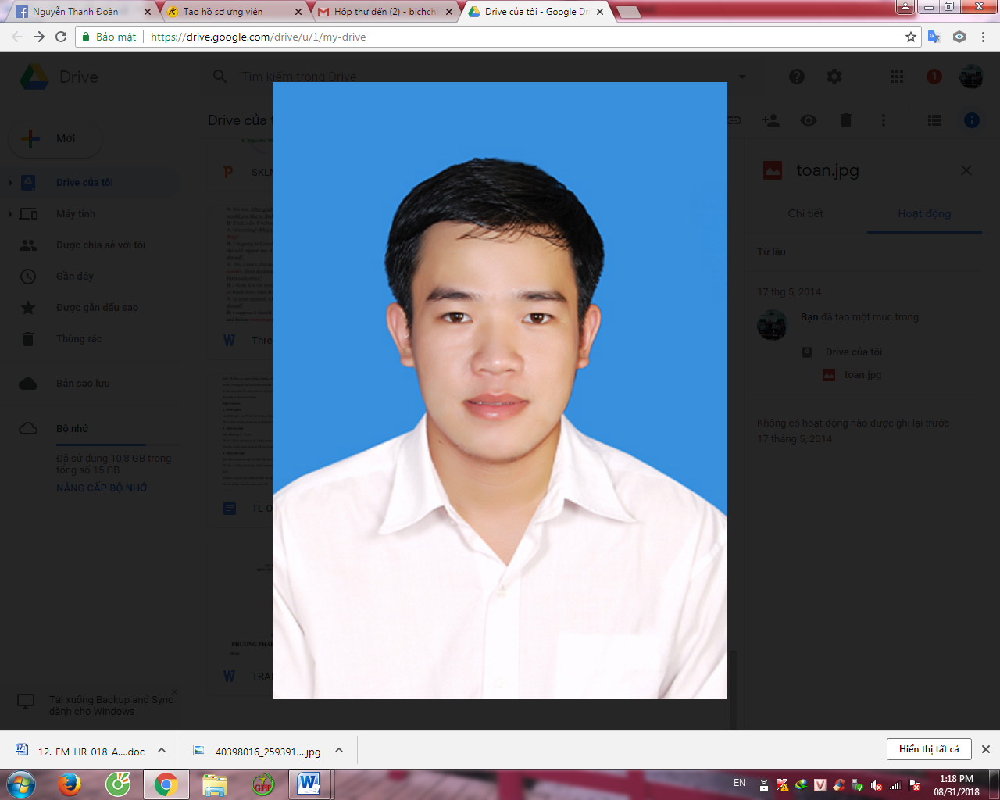 Nguyễn Thanh Đoàn
Tạo hồ sơ ứng viên
Hộp thư đến (2) - bichchi
Drive của tôi - Google Dr
Bảo mật
https://drive.google.com/drive/u/1/my-drive
Drive
Tìm kiếm trong Drive
1
Mới
Drive của t
SKLM
toan.jpg
Drive của tôi
Máy tính
Chi tiết
Hoạt động
Được chia sẻ với tôi
Từ lâu
Gần đây
17 thg 5, 2014
Được gắn dấu sao
Bạn đã tạo một mục trong
Thùng rác
Thre
Drive của tôi
toan.jpg
Bản sao lưu
Bộ nhớ
Không có hoạt động nào được ghi lại trước
17 tháng 5, 2014
Đã sử dụng 10,8 GB trong
tổng số 15 GB
NÂNG CẤP BỘ NHỚ
TL O
PHƯƠNG PHÁ
TRA
Tải xuống Backup and Sync
dành cho Windows
12.-FM-HR-018-A....doc
40398016_259391....jpg
Hiển thị tất cả
GPP
EN
1:18 PM
08/31/2018